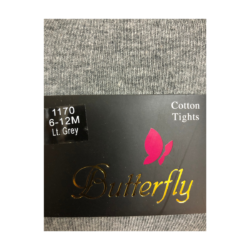 1170
6-12M
Lt. Grey
Cotton
Tights
Butterfly